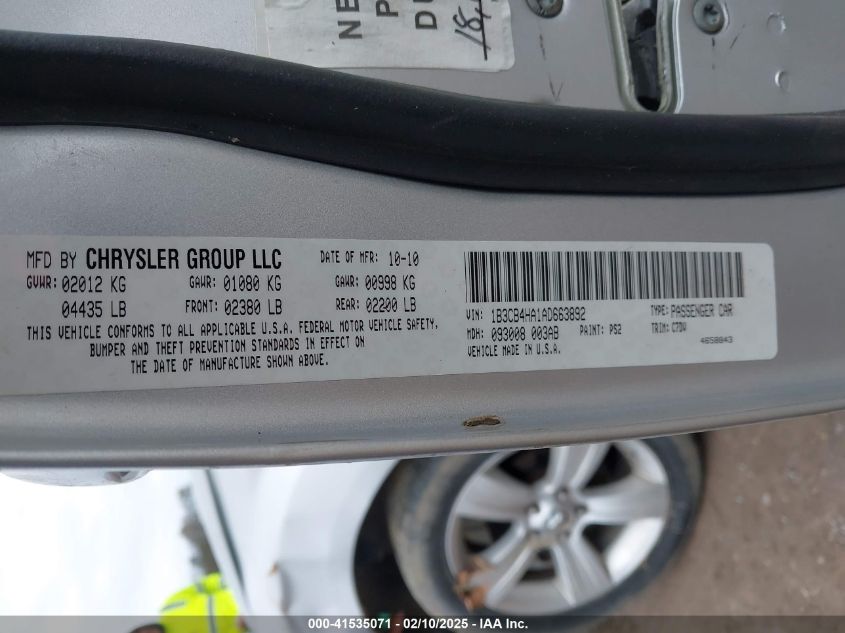 NE
P
DU
18
MFD BY CHRYSLER GROUP LLC DATE OF MFR: 10-10
GVWR: 02012 KG GAWR: 01080 KG GAWR: 00998 KG
04435 LB FRONT: 02380 LB REAR: 02200 LB
THIS VEHICLE CONFORMS TO ALL APPLICABLE U.S.A. FEDERAL MOTOR VEHICLE SAFETY,
BUMPER AND THEFT PREVENTION STANDARDS IN EFFECT ON
THE DATE OF MANUFACTURE SHOWN ABOVE.
VIN: 1B3CB4HA1AD663892 TYPE: PASSENGER CAR
MDH: 093008 003AB PAINT: PS2 TRIM: C7DV
VEHICLE MADE IN U.S.A. 4658843
000-41535071 — 02/10/2025 — IAA Inc.